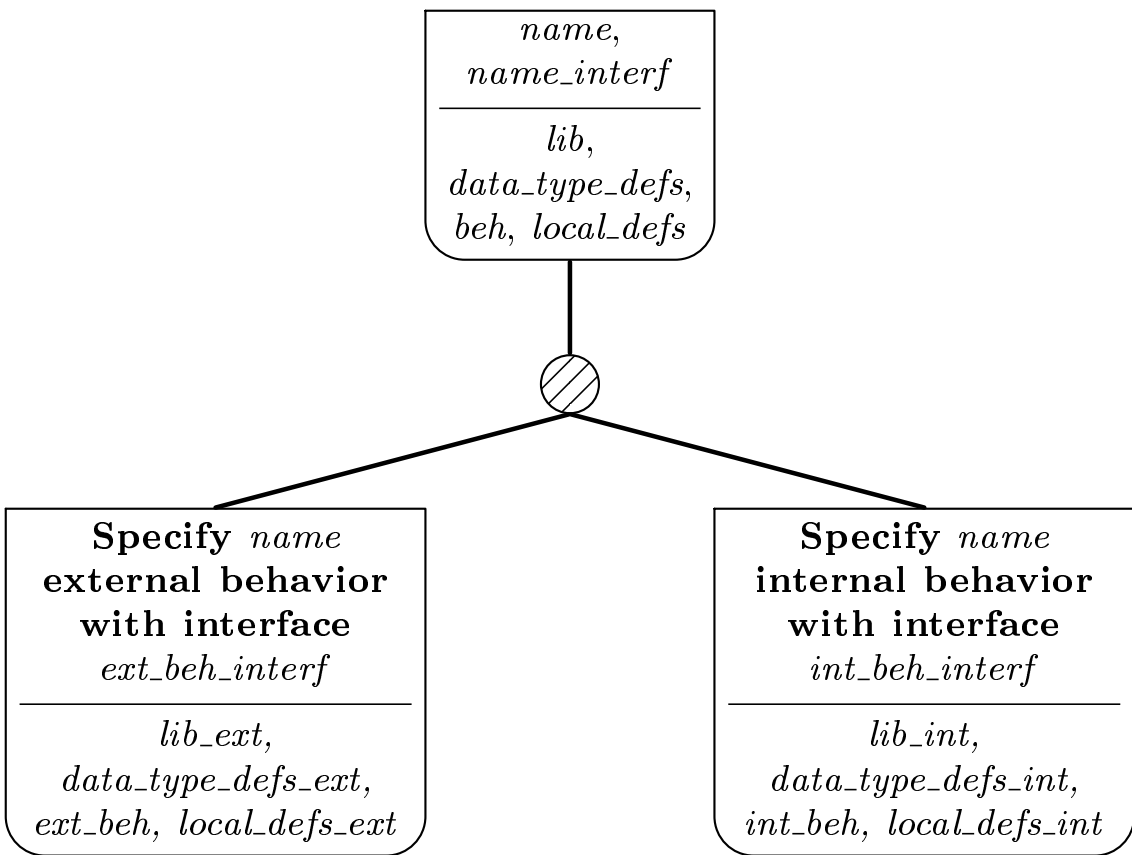 name,
name_interf
lib,
data_type_defs,
beh, local_defs
Specify name
external behavior
with interface
ext_beh_interf
lib_ext,
data_type_defs_ext,
ext_beh, local_defs_ext
Specify name
internal behavior
with interface
int_beh_interf
lib_int,
data_type_defs_int,
int_beh, local_defs_int